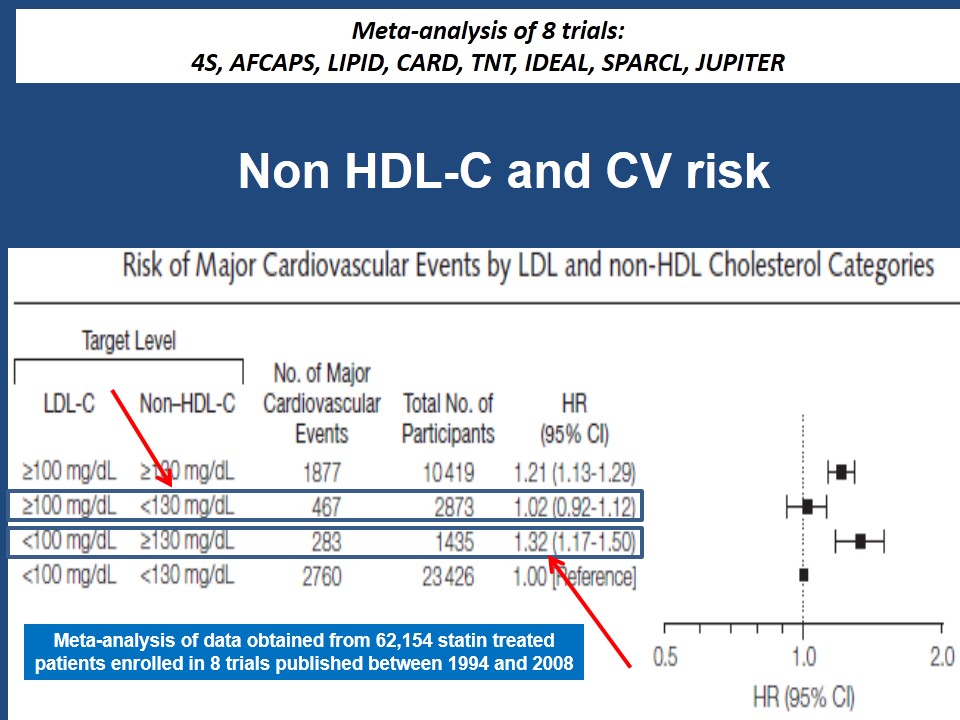 Meta-analysis of 8 trials:
4S, AFCAPS, LIPID, CARD, TNT, IDEAL, SPARCL, JUPITER
Non HDL-C and CV risk
Risk of Major Cardiovascular Events by LDL and non-HDL Cholesterol Categories
Target Level
LDL-C Non–HDL-C No. of Major Cardiovascular Events Total No. of Participants HR (95% CI)
≥100 mg/dL ≥130 mg/dL 1877 10419 1.21 (1.13-1.29)
≥100 mg/dL <130 mg/dL 467 2873 1.02 (0.92-1.12)
<100 mg/dL ≥130 mg/dL 283 1435 1.32 (1.17-1.50)
<100 mg/dL <130 mg/dL 2760 23426 1.00 [Reference]
Meta-analysis of data obtained from 62,154 statin treated
patients enrolled in 8 trials published between 1994 and 2008
0.5 1.0 2.0
HR (95% CI)